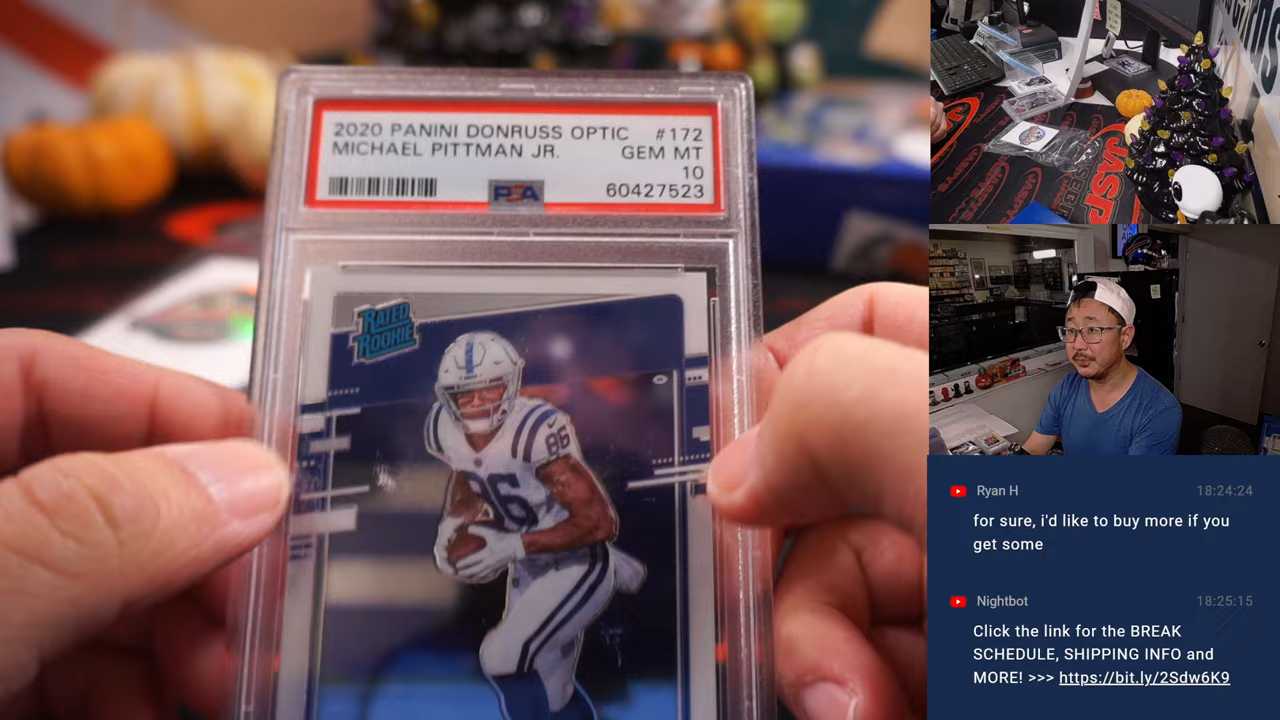 2020 PANINI DONRUSS OPTIC #172
MICHAEL PITTMAN JR. GEM MT
10
PSA 60427523
RATED
ROOKIE
86
86
JASP
Ryan H 18:24:24
for sure, i'd like to buy more if you
get some
Nightbot 18:25:15
Click the link for the BREAK
SCHEDULE, SHIPPING INFO and
MORE! >>> https://bit.ly/2Sdw6K9